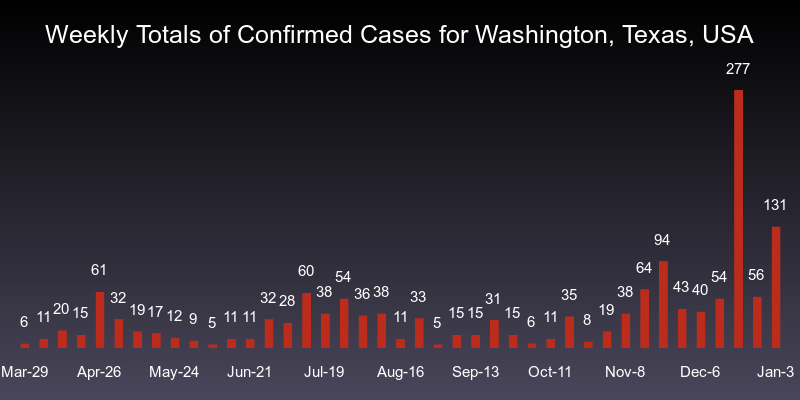 Weekly Totals of Confirmed Cases for Washington, Texas, USA
6 11 20 15 61 32 19 17 12 9 5 11 11 32 28 60 38 54 36 38 11 33 5 15 15 31 15 6 11 35 8 19 38 64 94 43 40 54 277 56 131
Mar-29 Apr-26 May-24 Jun-21 Jul-19 Aug-16 Sep-13 Oct-11 Nov-8 Dec-6 Jan-3